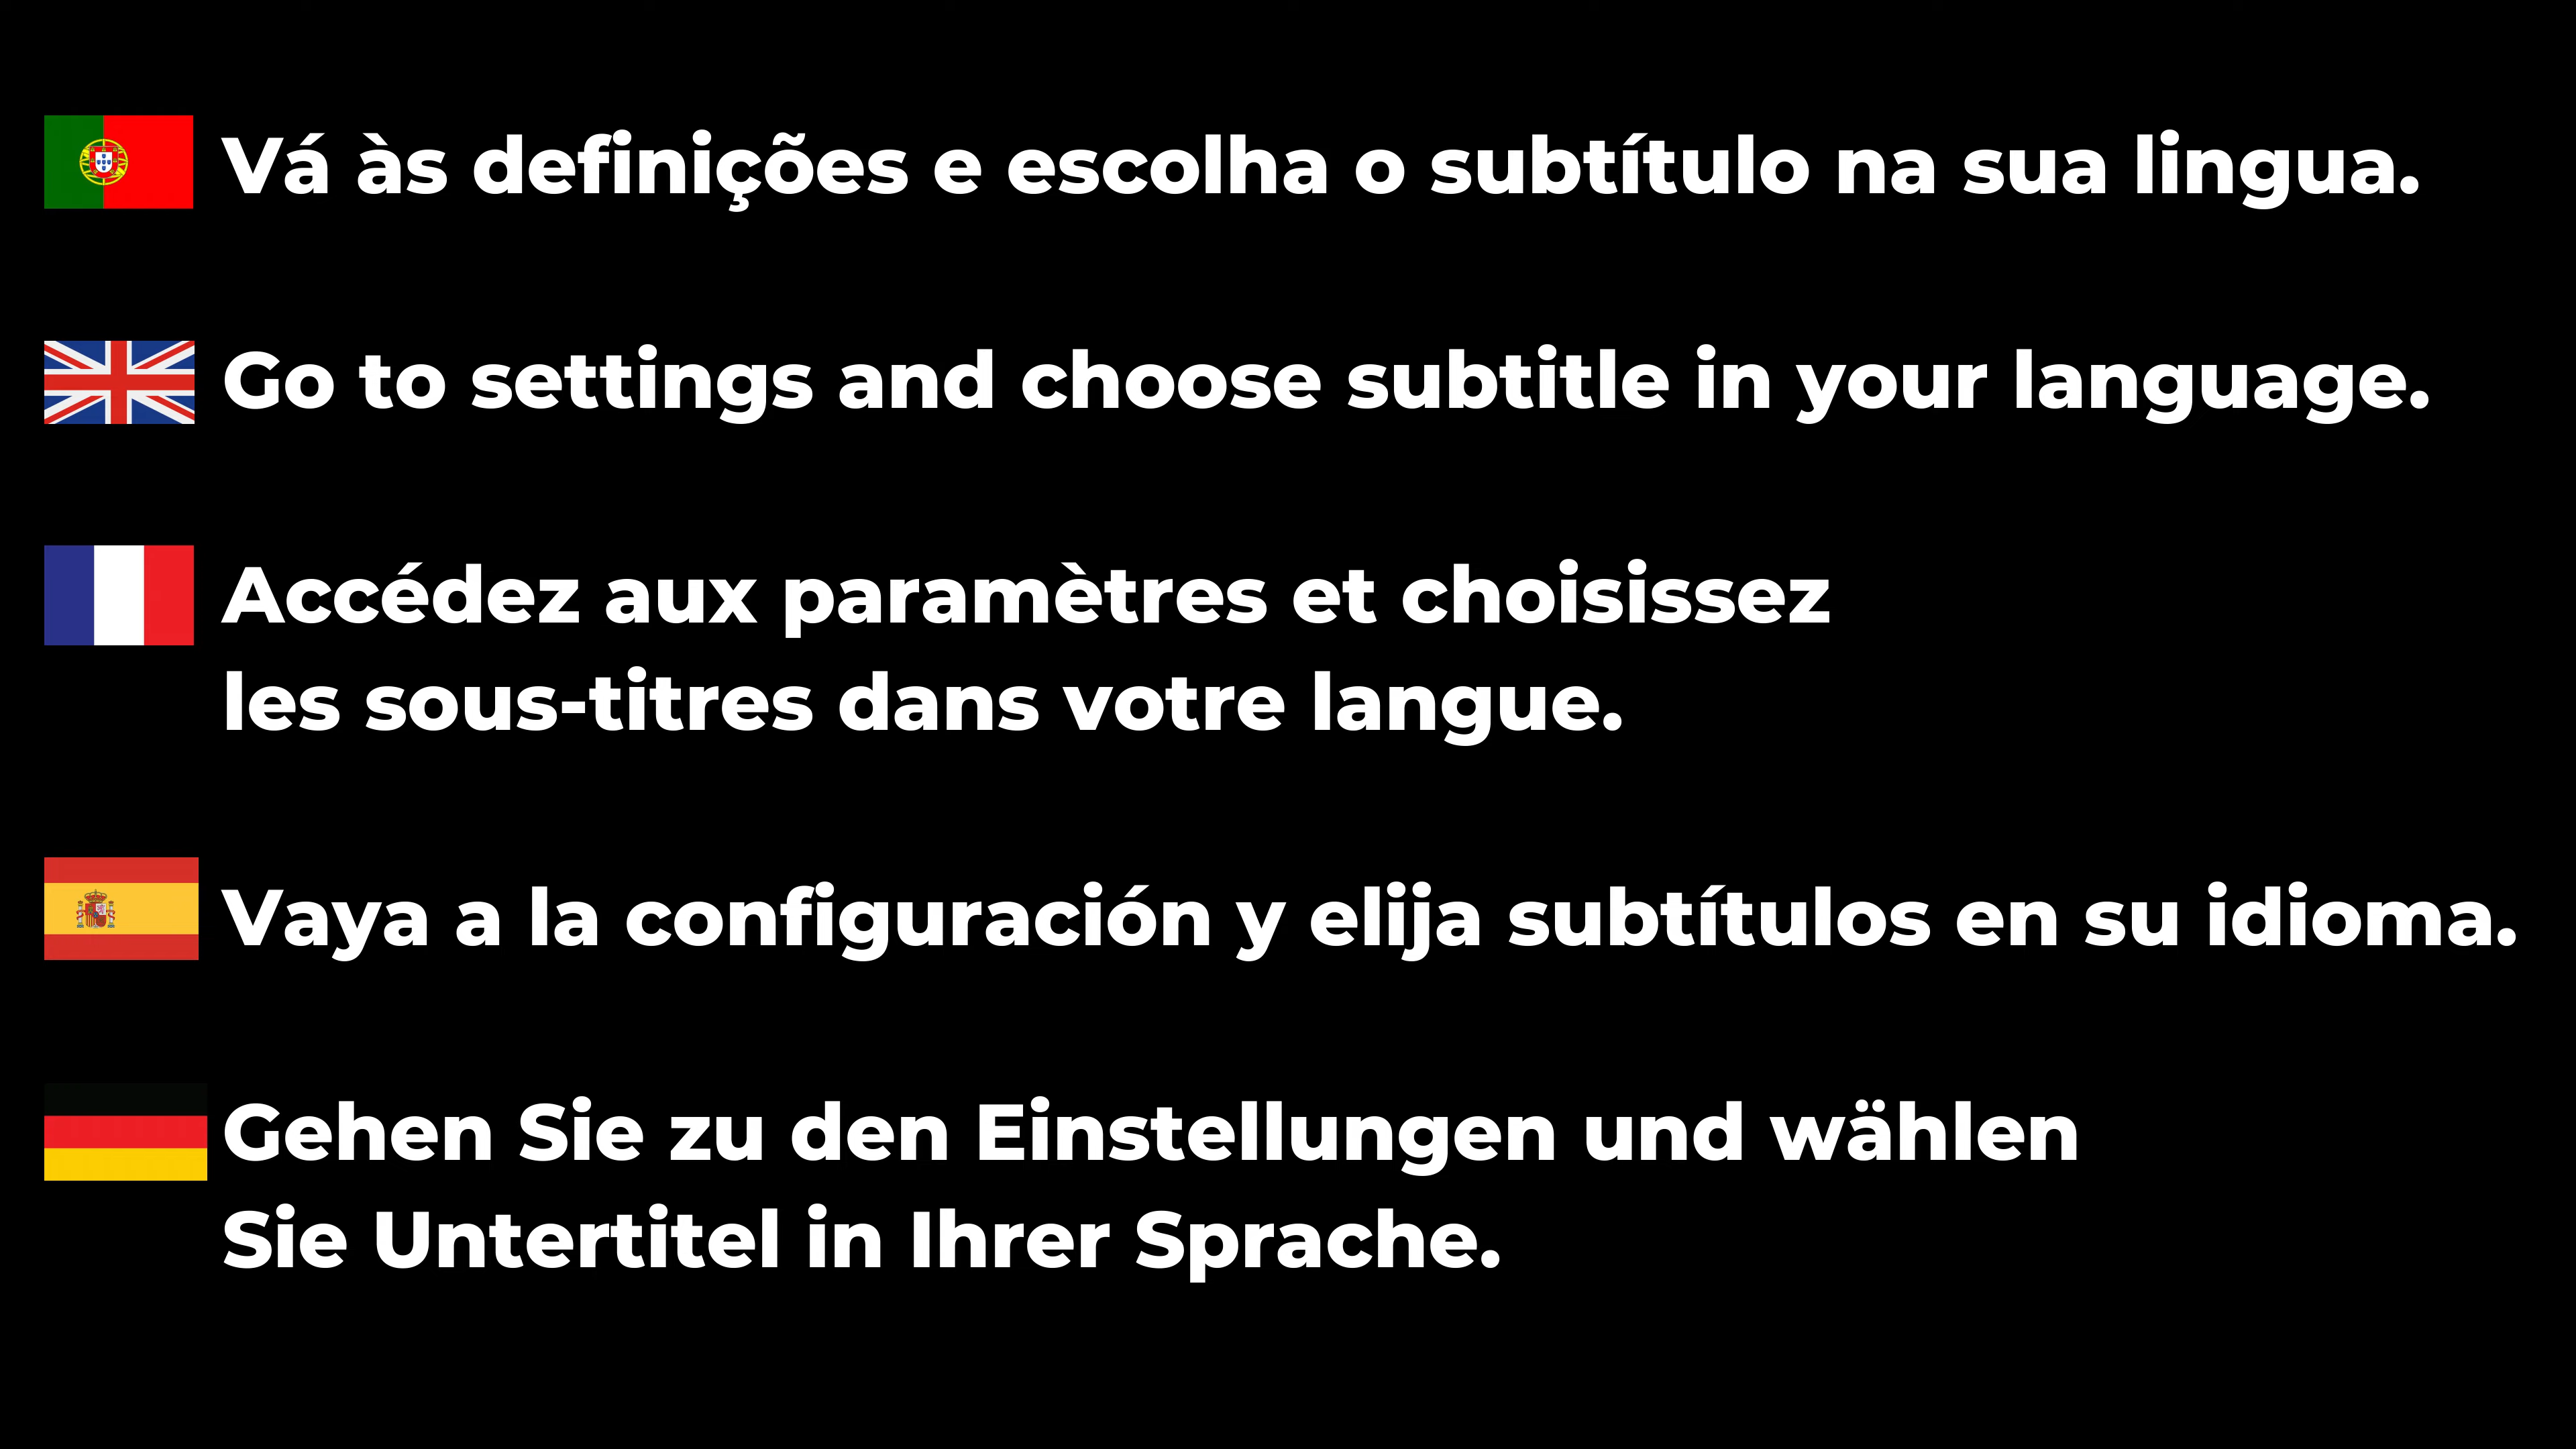 Vá às definições e escolha o subtítulo na sua lingua.
Go to settings and choose subtitle in your language.
Accédez aux paramètres et choisissez
les sous-titres dans votre langue.
Vaya a la configuración y elija subtítulos en su idioma.
Gehen Sie zu den Einstellungen und wählen
Sie Untertitel in Ihrer Sprache.